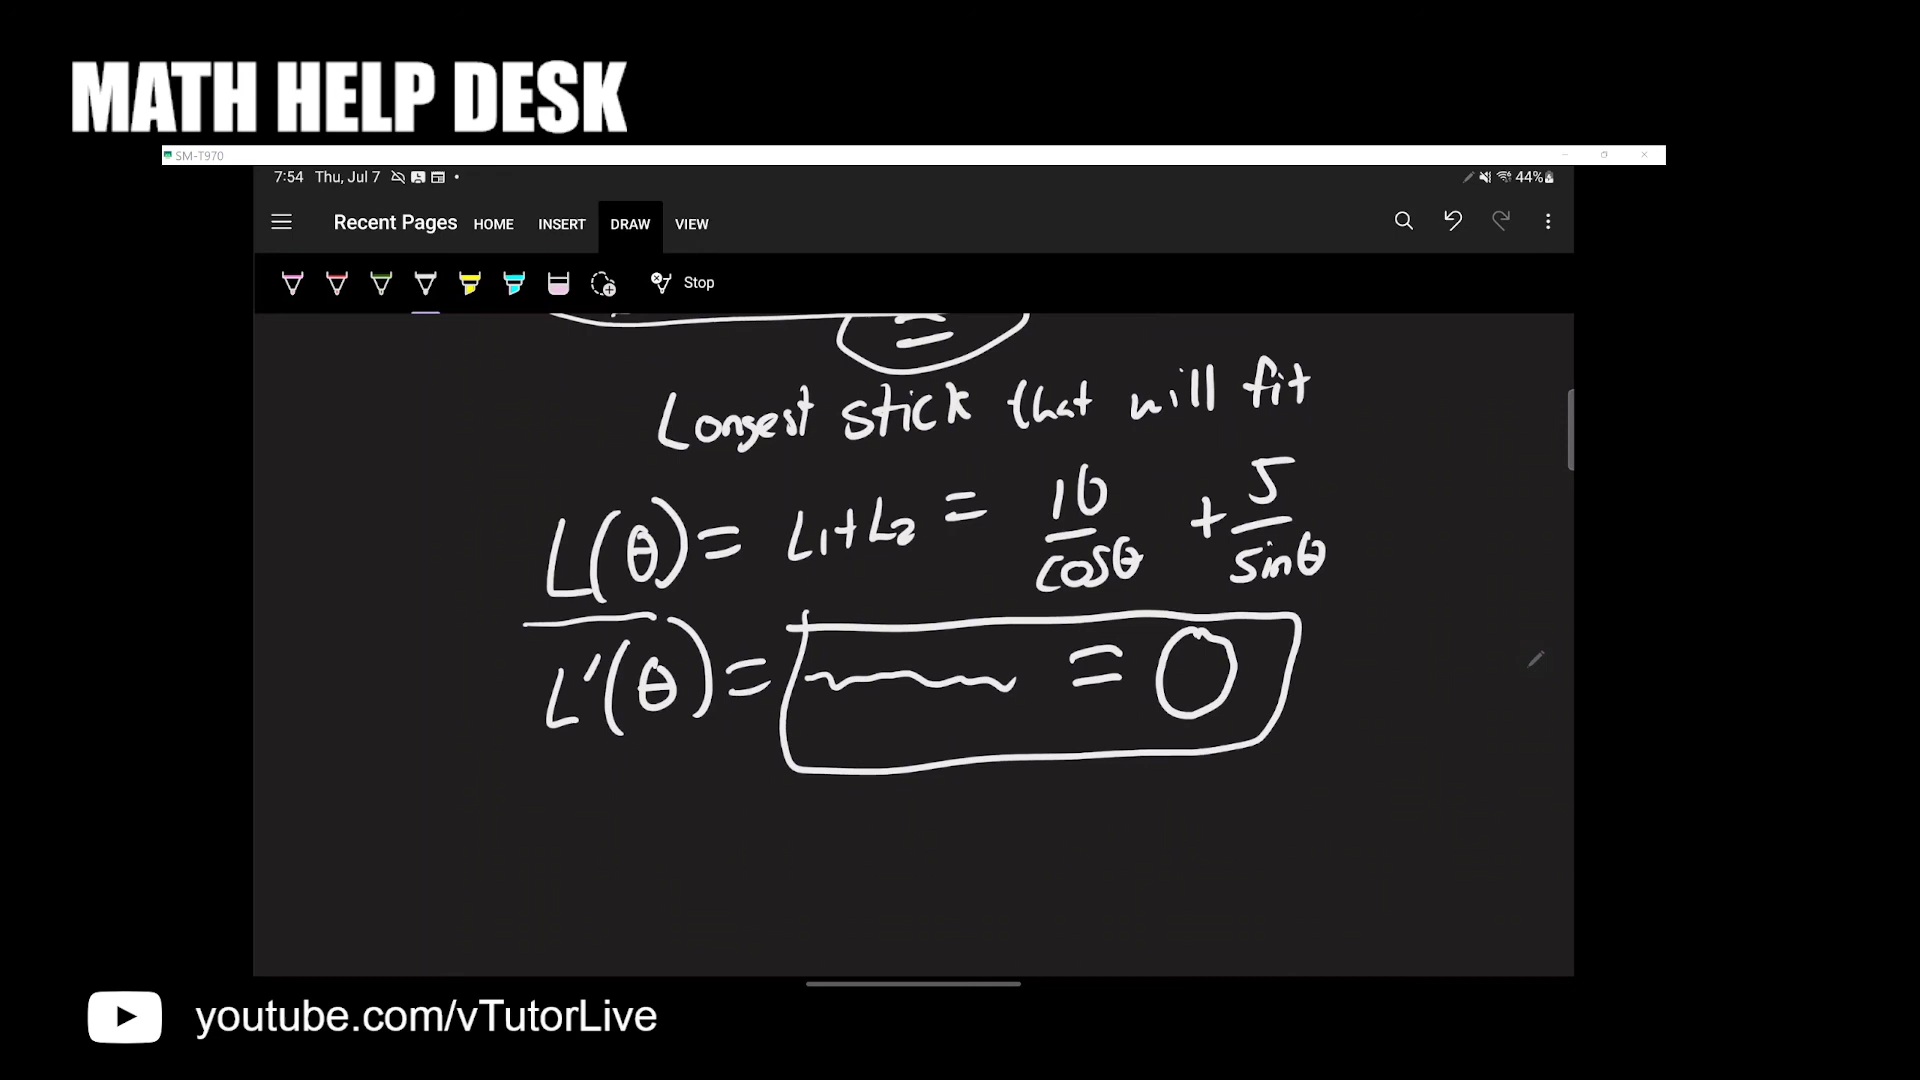 MATH HELP DESK
SM-T970
7:54 Thu, Jul 7 44%
Recent Pages HOME INSERT DRAW VIEW
Stop
Longest stick that will fit
L(θ) = L1+L2 = 10/cosθ + 5/sinθ
L'(θ) = = 0
youtube.com/vTutorLive